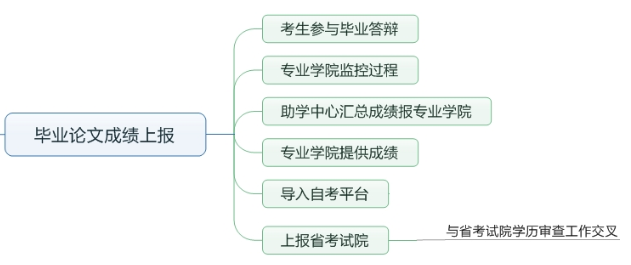 考生参与毕业答辩
专业学院监控过程
助学中心汇总成绩报专业学院
毕业论文成绩上报
专业学院提供成绩
导入自考平台
上报省考试院
与省考试院学历审查工作交叉